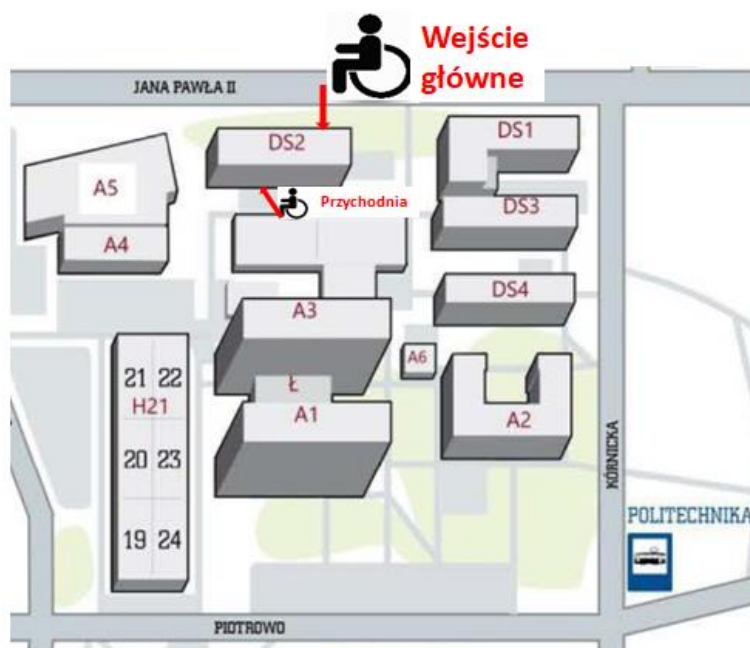 Wejście
główne
JANA PAWŁA II
DS2
DS1
A5
Przychodnia
DS3
A4
DS4
A3
A6
21 22
H21
Ł
A1
A2
20 23
KÓRNICKA
POLITECHNIKA
19 24
PIOTROWO